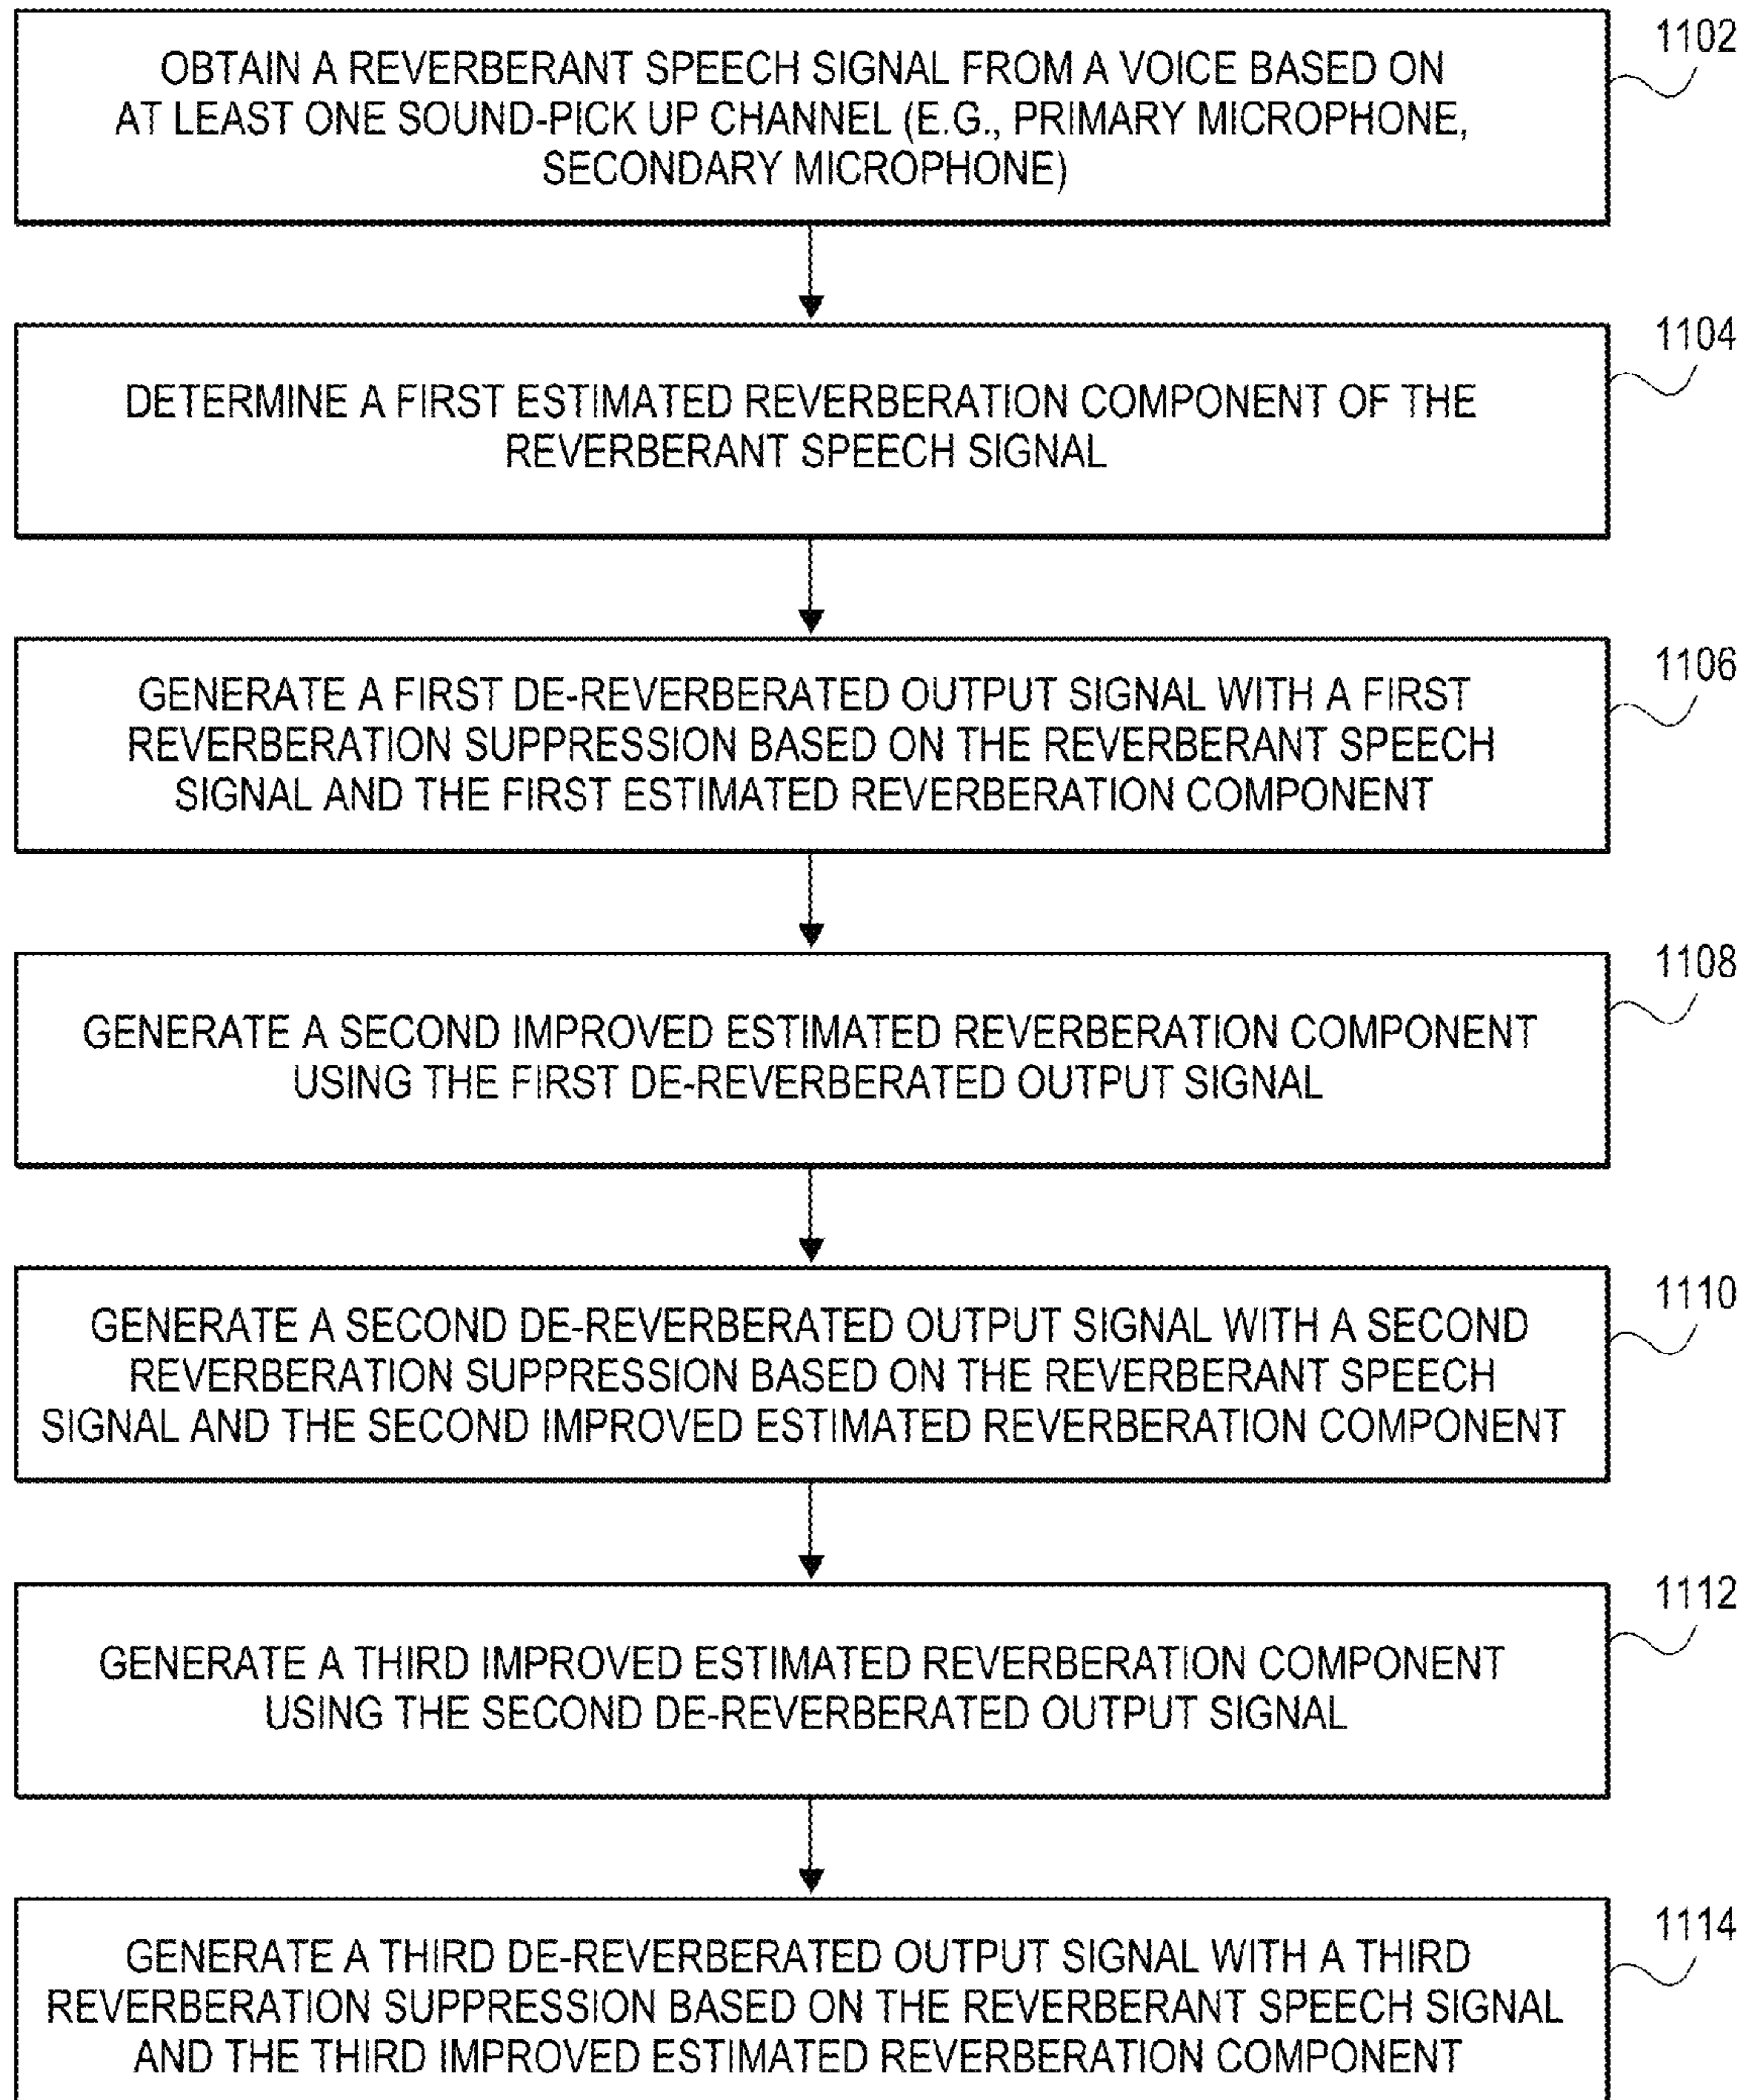 1102
OBTAIN A REVERBERANT SPEECH SIGNAL FROM A VOICE BASED ON
AT LEAST ONE SOUND-PICK UP CHANNEL (E.G., PRIMARY MICROPHONE,
SECONDARY MICROPHONE)
1104
DETERMINE A FIRST ESTIMATED REVERBERATION COMPONENT OF THE
REVERBERANT SPEECH SIGNAL
1106
GENERATE A FIRST DE-REVERBERATED OUTPUT SIGNAL WITH A FIRST
REVERBERATION SUPPRESSION BASED ON THE REVERBERANT SPEECH
SIGNAL AND THE FIRST ESTIMATED REVERBERATION COMPONENT
1108
GENERATE A SECOND IMPROVED ESTIMATED REVERBERATION COMPONENT
USING THE FIRST DE-REVERBERATED OUTPUT SIGNAL
1110
GENERATE A SECOND DE-REVERBERATED OUTPUT SIGNAL WITH A SECOND
REVERBERATION SUPPRESSION BASED ON THE REVERBERANT SPEECH
SIGNAL AND THE SECOND IMPROVED ESTIMATED REVERBERATION COMPONENT
1112
GENERATE A THIRD IMPROVED ESTIMATED REVERBERATION COMPONENT
USING THE SECOND DE-REVERBERATED OUTPUT SIGNAL
1114
GENERATE A THIRD DE-REVERBERATED OUTPUT SIGNAL WITH A THIRD
REVERBERATION SUPPRESSION BASED ON THE REVERBERANT SPEECH SIGNAL
AND THE THIRD IMPROVED ESTIMATED REVERBERATION COMPONENT